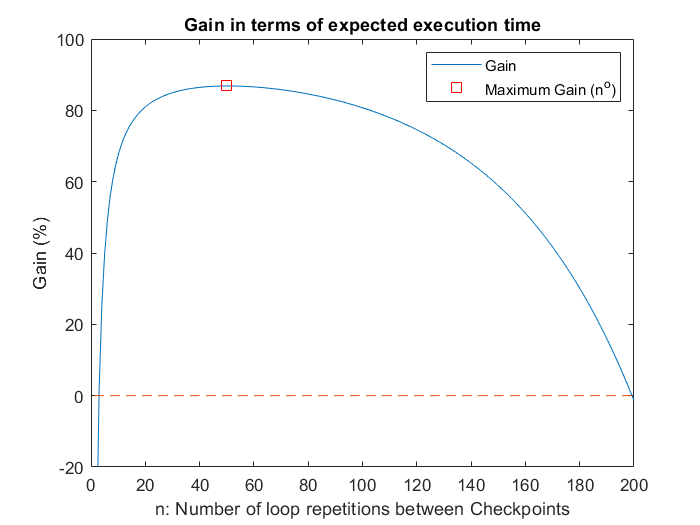 Gain in terms of expected execution time
100
80
60
40
20
0
-20
Gain (%)
Gain
Maximum Gain (n^o)
0 20 40 60 80 100 120 140 160 180 200
n: Number of loop repetitions between Checkpoints